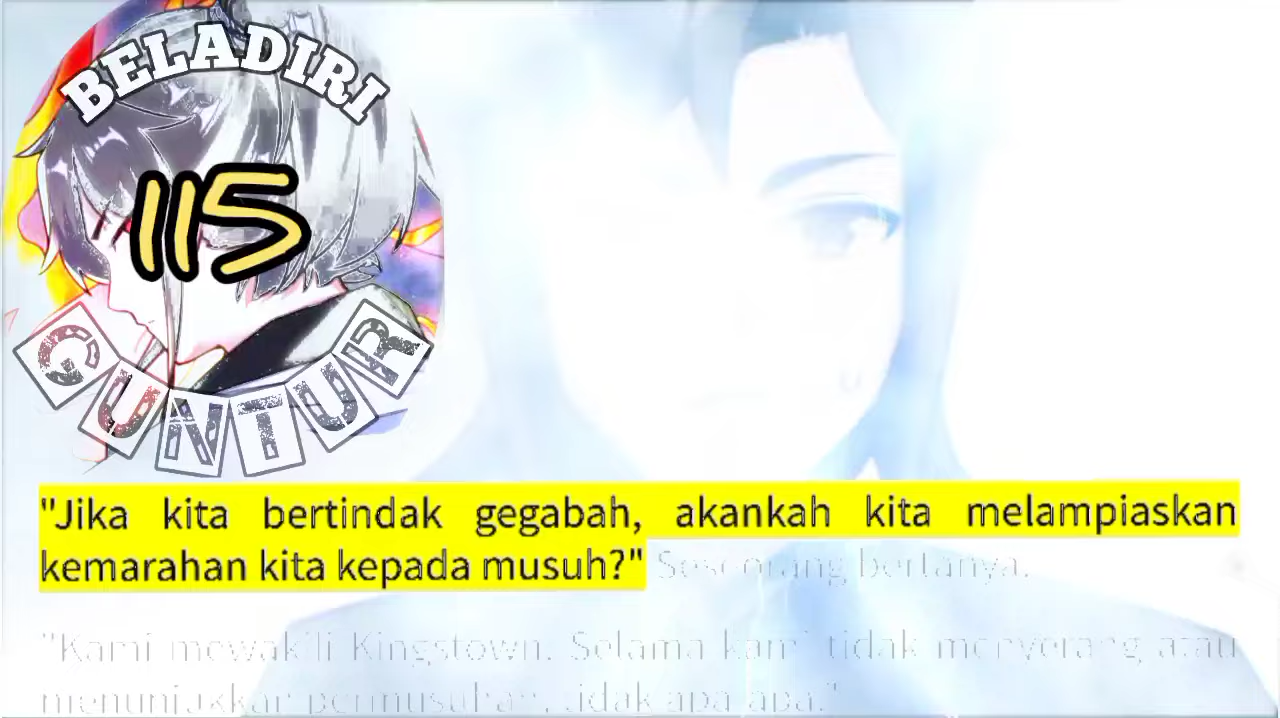 BELADIRI
115
GUNTUR
"Jika kita bertindak gegabah, akankah kita melampiaskan
kemarahan kita kepada musuh?" Seseorang bertanya.
"Kami mewakili Kingstown. Selama kami tidak menyerang atau
menunjukkan permusuhan, tidak apa-apa."